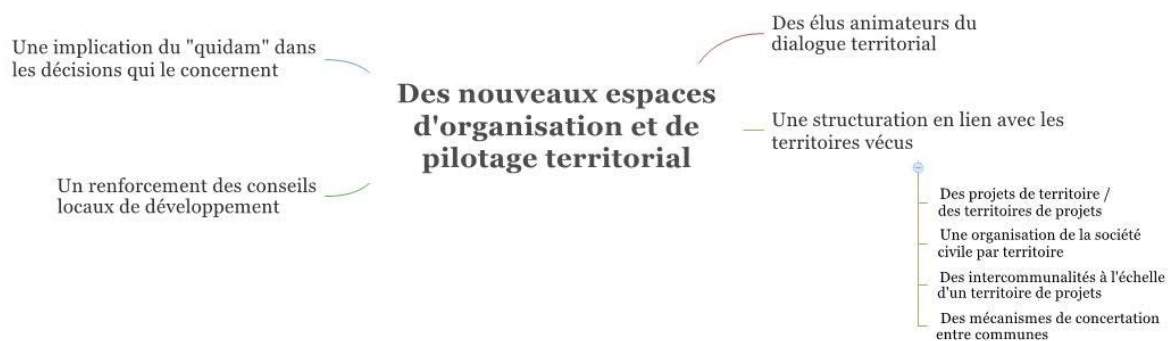 Des nouveaux espaces
d'organisation et de
pilotage territorial
Une implication du "quidam" dans
les décisions qui le concernent
Un renforcement des conseils
locaux de développement
Des élus animateurs du
dialogue territorial
Une structuration en lien avec les
territoires vécus
Des projets de territoire /
des territoires de projets
Une organisation de la société
civile par territoire
Des intercommunalités à l'échelle
d'un territoire de projets
Des mécanismes de concertation
entre communes